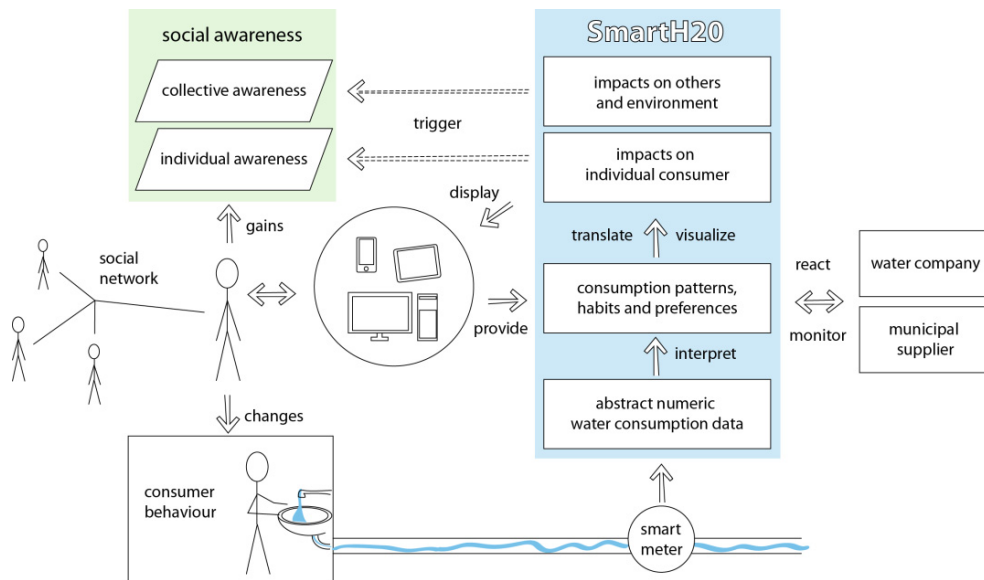 social awareness
collective awareness
individual awareness
SmartH20
impacts on others
and environment
impacts on
individual consumer
trigger
display
gains
translate
visualize
social
network
consumption patterns,
habits and preferences
provide
interpret
abstract numeric
water consumption data
react
monitor
water company
municipal
supplier
changes
consumer
behaviour
smart
meter